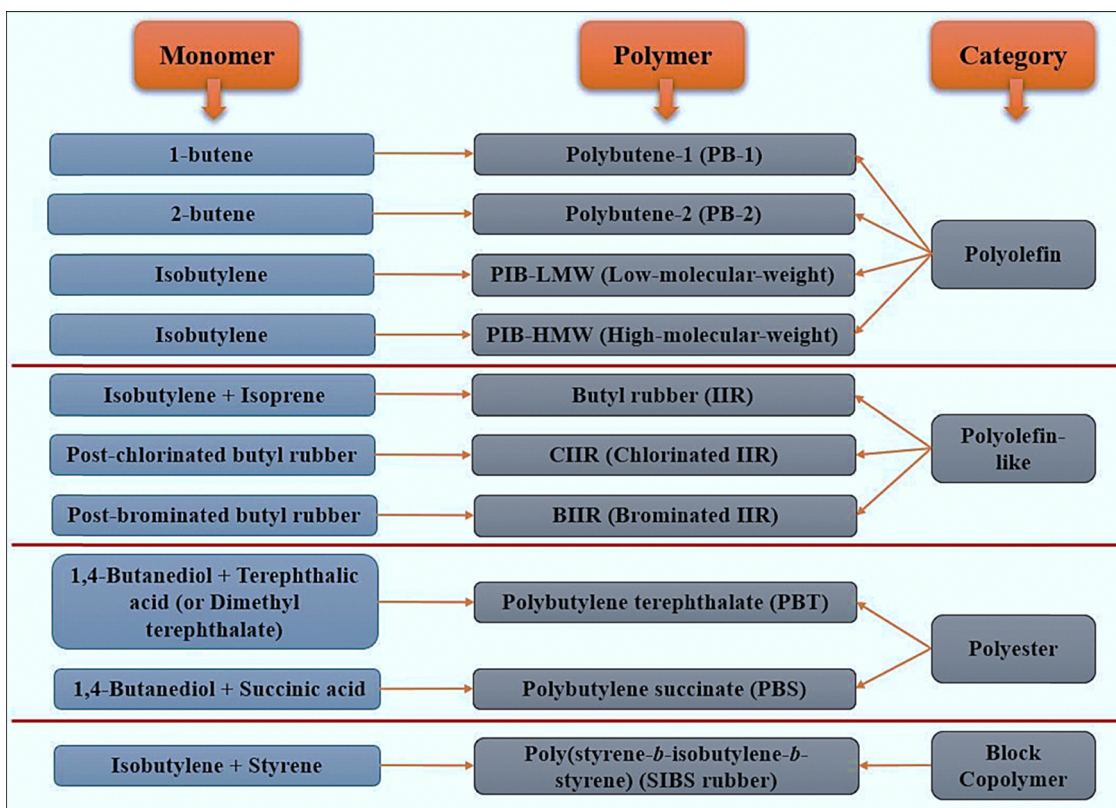 Monomer
Polymer
Category
1-butene
Polybutene-1 (PB-1)
2-butene
Polybutene-2 (PB-2)
Polyolefin
Isobutylene
PIB-LMW (Low-molecular-weight)
Isobutylene
PIB-HMW (High-molecular-weight)
Isobutylene + Isoprene
Butyl rubber (IIR)
Polyolefin-
like
Post-chlorinated butyl rubber
CIIR (Chlorinated IIR)
Post-brominated butyl rubber
BIIR (Brominated IIR)
1,4-Butanediol + Terephthalic
acid (or Dimethyl
terephthalate)
Polybutylene terephthalate (PBT)
Polyester
1,4-Butanediol + Succinic acid
Polybutylene succinate (PBS)
Isobutylene + Styrene
Poly(styrene-b-isobutylene-b-
styrene) (SIBS rubber)
Block
Copolymer